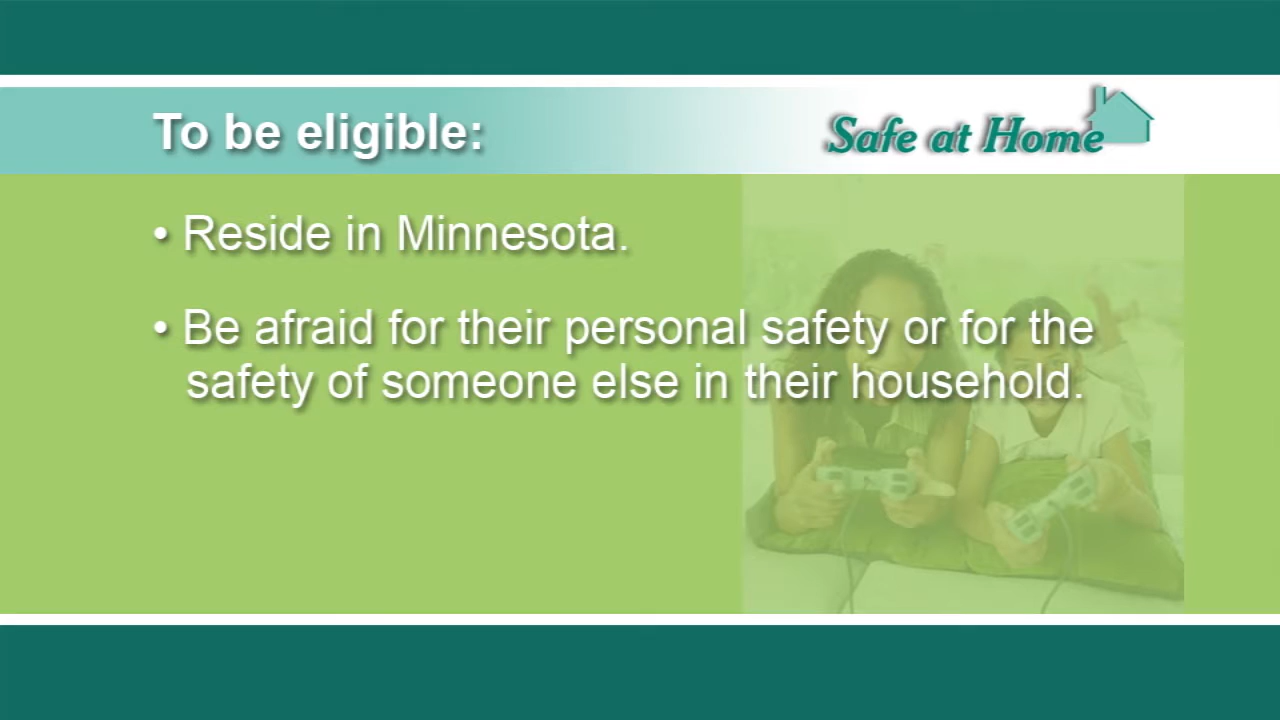 To be eligible:
Safe at Home
• Reside in Minnesota.
• Be afraid for their personal safety or for the
safety of someone else in their household.